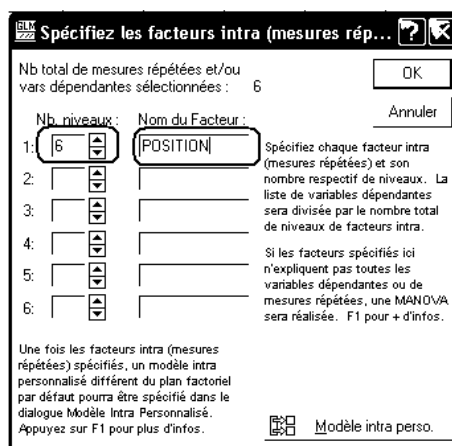 GLM
Spécifiez les facteurs intra (mesures rép...
Nb total de mesures répétées et/ou
vars dépendantes sélectionnées : 6
OK
Annuler
Nb. niveaux : Nom du Facteur :
1: 6 POSITION
2:
3:
4:
5:
6:
Spécifiez chaque facteur intra
(mesures répétées) et son
nombre respectif de niveaux. La
liste de variables dépendantes
sera divisée par le nombre total
de niveaux de facteurs intra.
Si les facteurs spécifiés ici
n'expliquent pas toutes les
variables dépendantes ou de
mesures répétées, une MANOVA
sera réalisée. F1 pour + d'infos.
Une fois les facteurs intra (mesures
répétées) spécifiés, un modèle intra
personnalisé différent du plan factoriel
par défaut pourra être spécifié dans le
dialogue Modèle Intra Personnalisé.
Appuyez sur F1 pour plus d'infos.
Modèle intra perso.